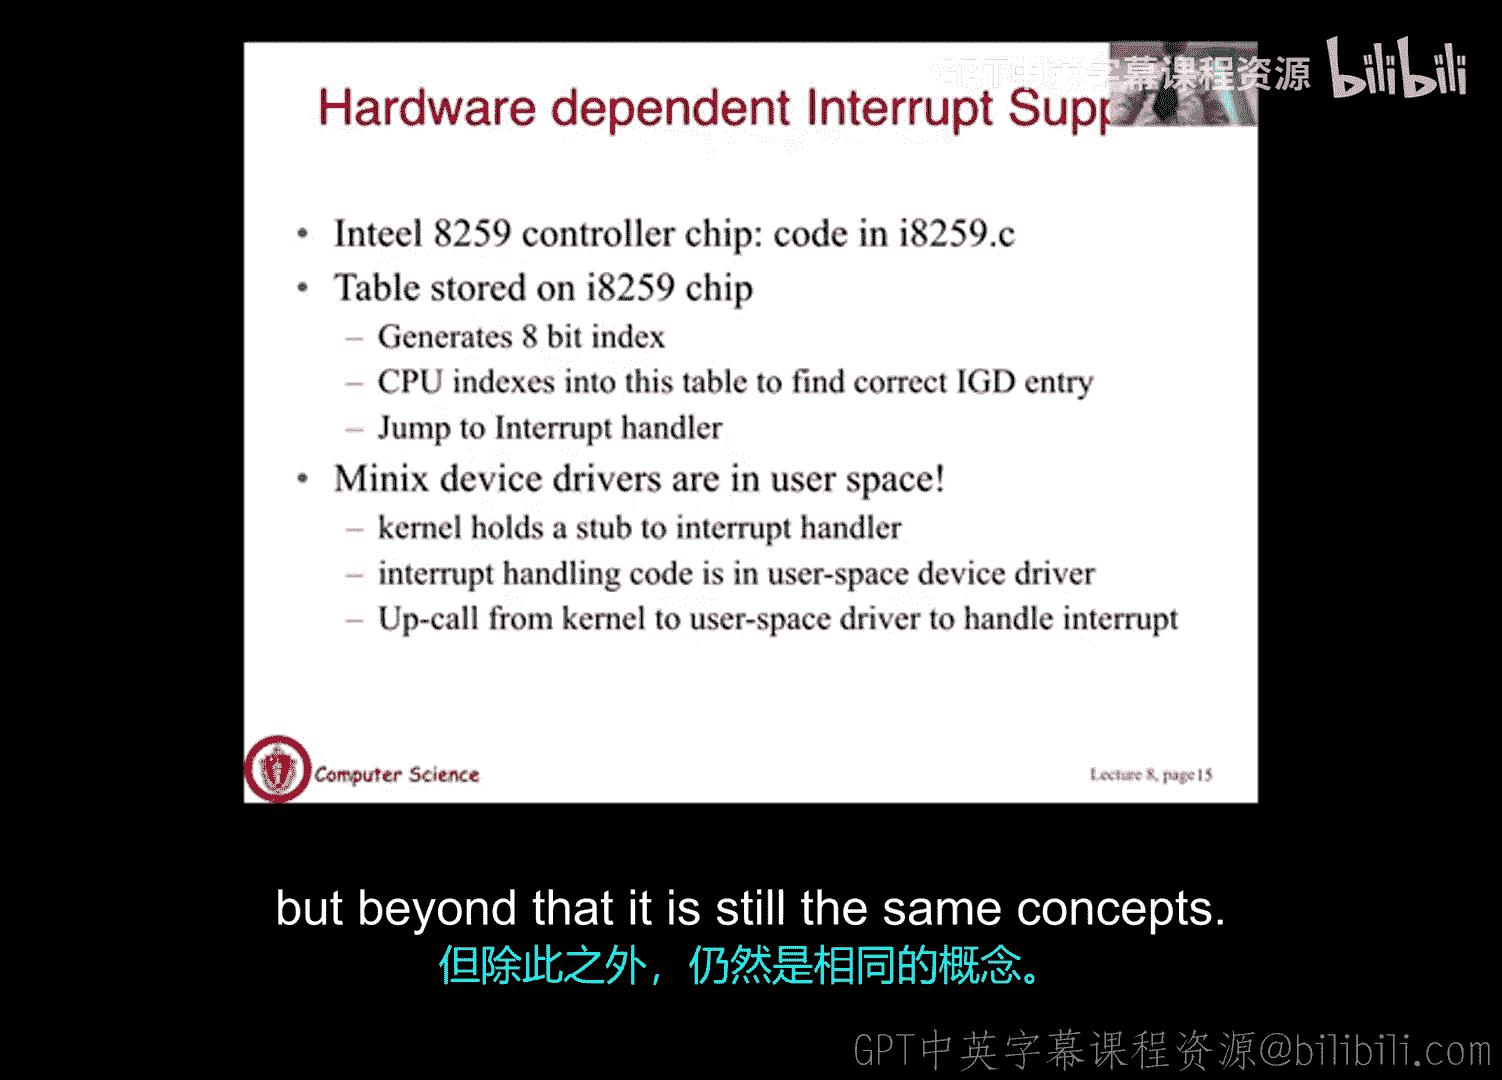 字幕课程资源 bilibili
Hardware dependent Interrupt Supp
• Inteel 8259 controller chip: code in i8259.c
• Table stored on i8259 chip
– Generates 8 bit index
– CPU indexes into this table to find correct IGD entry
– Jump to Interrupt handler
• Minix device drivers are in user space!
– kernel holds a stub to interrupt handler
– interrupt handling code is in user-space device driver
– Up-call from kernel to user-space driver to handle interrupt
Computer Science
Lecture 8, page15
but beyond that it is still the same concepts.
但除此之外，仍然是相同的概念。
GPT中英字幕课程资源@bilibili.com